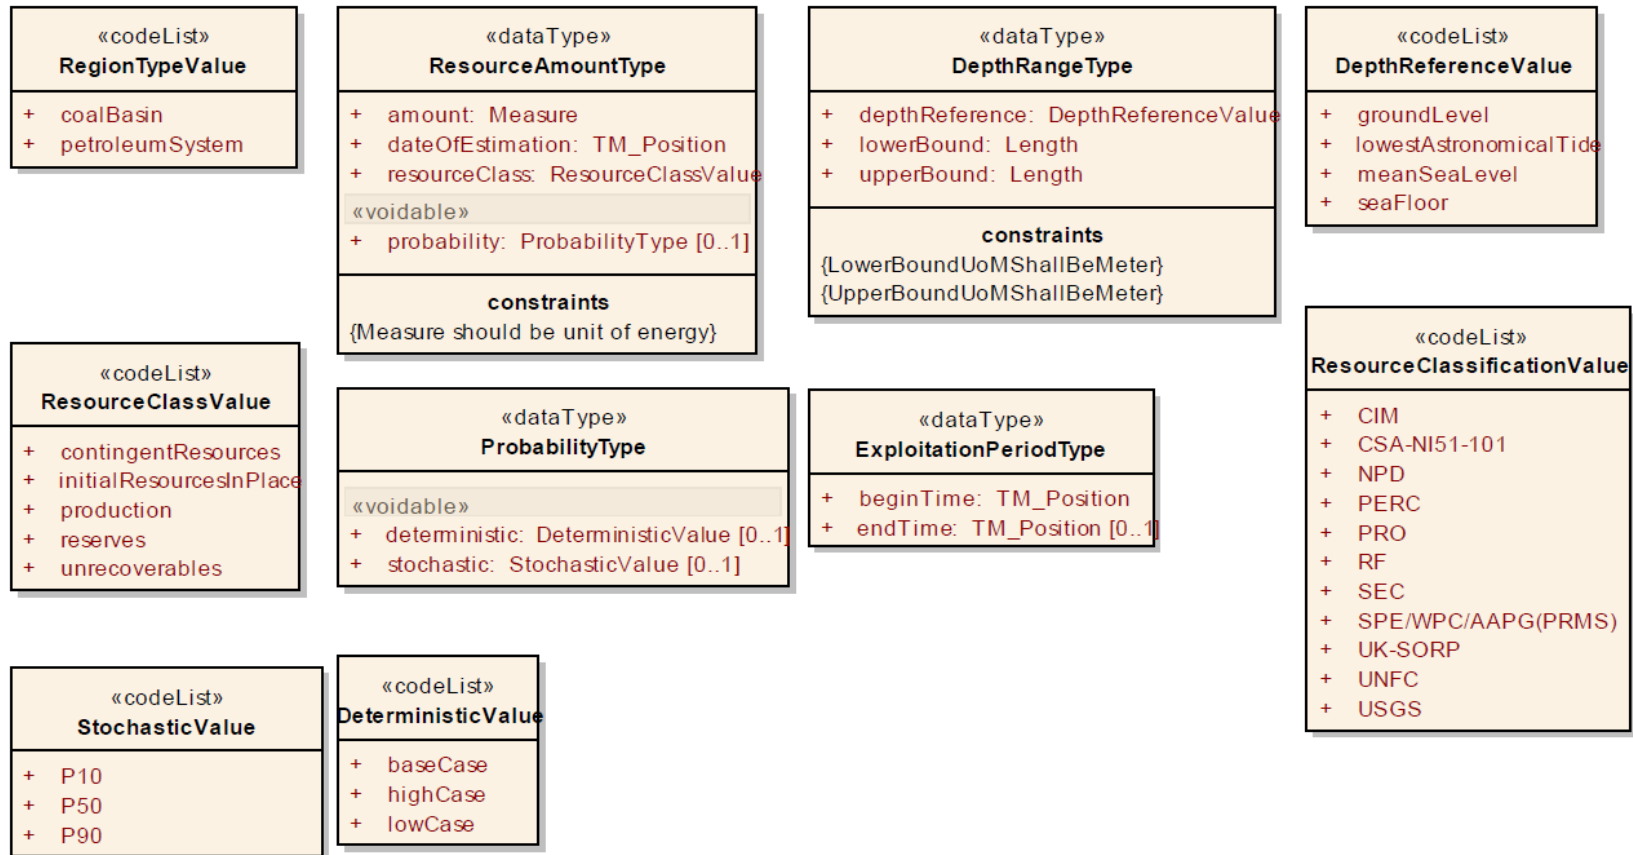 «codeList»
RegionTypeValue
+ coalBasin
+ petroleumSystem
«dataType»
ResourceAmountType
+ amount: Measure
+ dateOfEstimation: TM_Position
+ resourceClass: ResourceClassValue
«voidable»
+ probability: ProbabilityType [0..1]
constraints
{Measure should be unit of energy}
«dataType»
DepthRangeType
+ depthReference: DepthReferenceValue
+ lowerBound: Length
+ upperBound: Length
constraints
{LowerBoundUoMShallBeMeter}
{UpperBoundUoMShallBeMeter}
«codeList»
DepthReferenceValue
+ groundLevel
+ lowestAstronomicalTide
+ meanSeaLevel
+ seaFloor
«codeList»
ResourceClassValue
+ contingentResources
+ initialResourcesInPlace
+ production
+ reserves
+ unrecoverables
«dataType»
ProbabilityType
«voidable»
+ deterministic: DeterministicValue [0..1]
+ stochastic: StochasticValue [0..1]
«dataType»
ExploitationPeriodType
+ beginTime: TM_Position
+ endTime: TM_Position [0..1]
«codeList»
ResourceClassificationValue
+ CIM
+ CSA-NI51-101
+ NPD
+ PERC
+ PRO
+ RF
+ SEC
+ SPE/WPC/AAPG(PRMS)
+ UK-SORP
+ UNFC
+ USGS
«codeList»
StochasticValue
+ P10
+ P50
+ P90
«codeList»
DeterministicValue
+ baseCase
+ highCase
+ lowCase